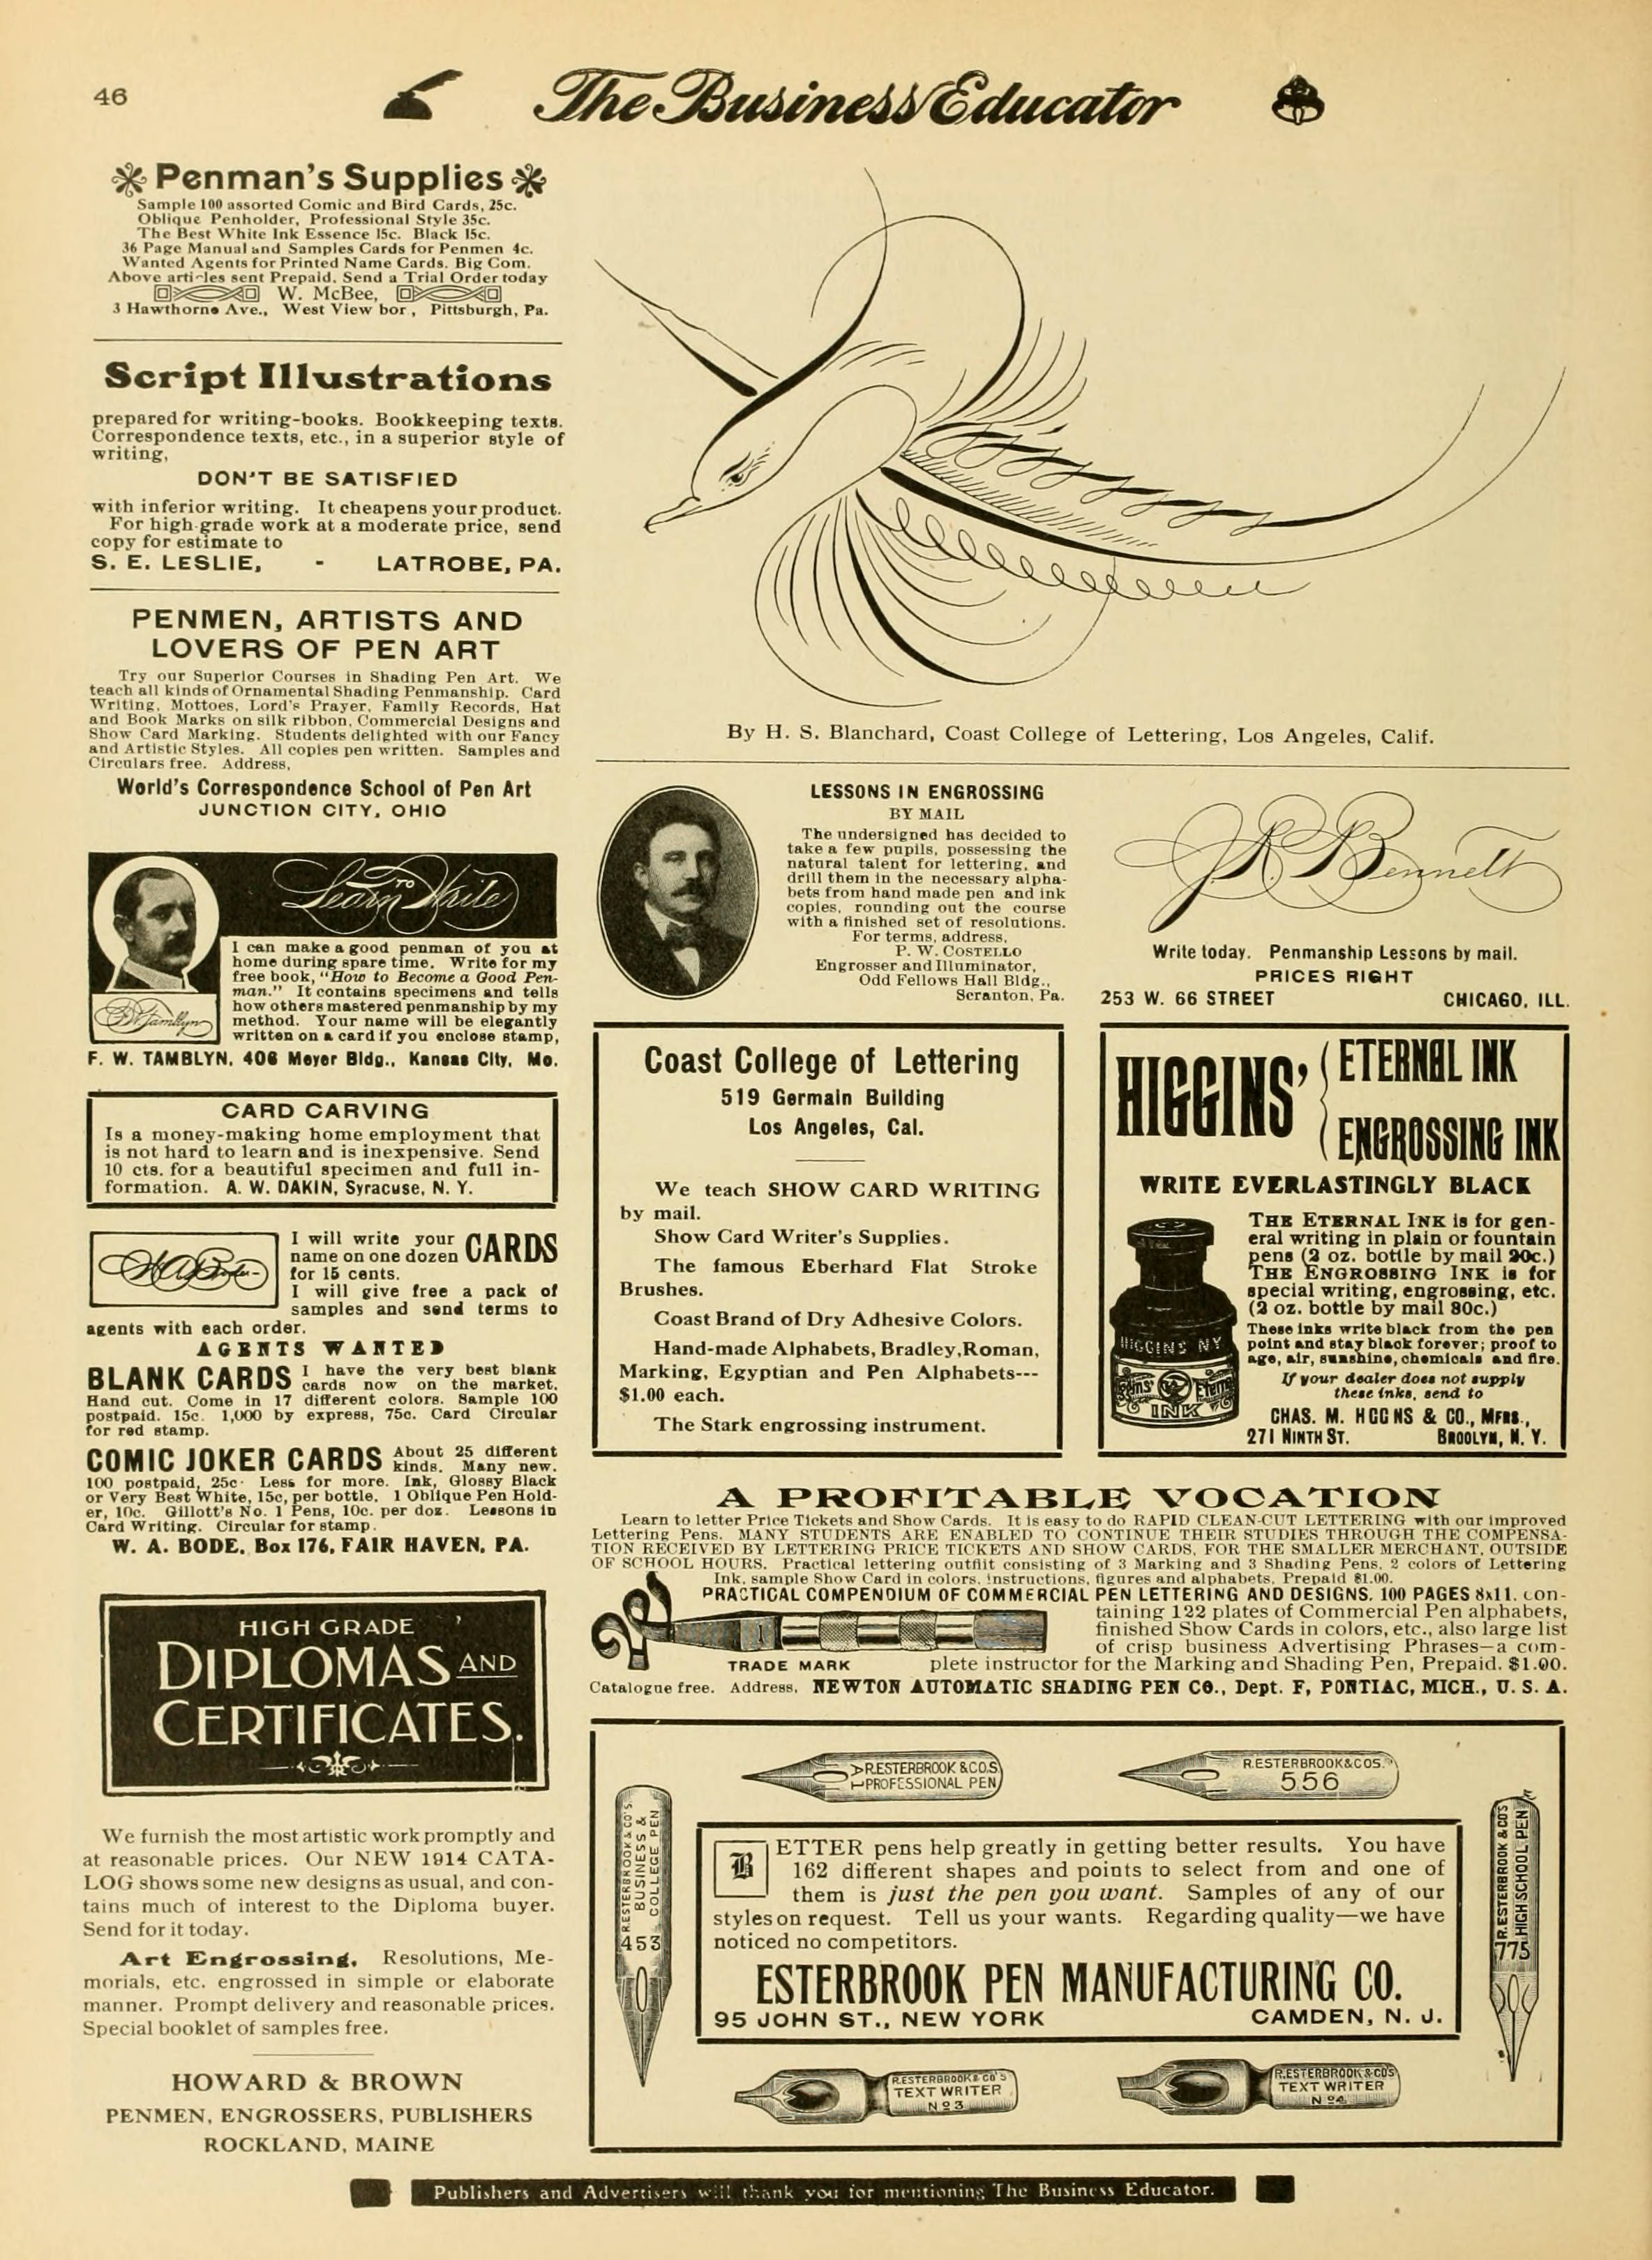 46
The Business Educator
Penman's Supplies
Sample 100 assorted Comic and Bird Cards, 25c.
Oblique Penholder, Professional Style 35c.
The Best White Ink Essence 15c. Black 15c.
36 Page Manual and Samples Cards for Penmen 4c.
Wanted Agents for Printed Name Cards. Big Com.
Above articles sent Prepaid. Send a Trial Order today
W. McBee,
3 Hawthorne Ave., West View bor, Pittsburgh, Pa.
Script Illustrations
prepared for writing-books. Bookkeeping texts.
Correspondence texts, etc., in a superior style of
writing,
DON'T BE SATISFIED
with inferior writing. It cheapens your product.
For high grade work at a moderate price, send
copy for estimate to
S. E. LESLIE, - LATROBE, PA.
PENMEN, ARTISTS AND
LOVERS OF PEN ART
Try our Superior Courses in Shading Pen Art. We
teach all kinds of Ornamental Shading Penmanship. Card
Writing, Mottoes, Lord's Prayer, Family Records, Hat
and Book Marks on silk ribbon, Commercial Designs and
Show Card Marking. Students delighted with our Fancy
and Artistic Styles. All copies pen written. Samples and
Circulars free. Address,
World's Correspondence School of Pen Art
JUNCTION CITY, OHIO
Learn TO Write
I can make a good penman of you at
home during spare time. Write for my
free book, "How to Become a Good Pen-
man." It contains specimens and tells
how others mastered penmanship by my
method. Your name will be elegantly
written on a card if you enclose stamp,
F. W. Tamblyn
F. W. TAMBLYN, 406 Meyer Bldg., Kansas City, Mo.
CARD CARVING
Is a money-making home employment that
is not hard to learn and is inexpensive. Send
10 cts. for a beautiful specimen and full in-
formation. A. W. DAKIN, Syracuse, N. Y.
I will write your
name on one dozen CARDS
for 15 cents.
I will give free a pack of
samples and send terms to
agents with each order.
AGENTS WANTED
BLANK CARDS I have the very best blank
cards now on the market.
Hand cut. Come in 17 different colors. Sample 100
postpaid. 15c. 1,000 by express, 75c. Card Circular
for red stamp.
COMIC JOKER CARDS About 25 different
kinds. Many new.
100 postpaid, 25c. Less for more. Ink, Glossy Black
or Very Best White, 15c, per bottle. 1 Oblique Pen Hold-
er, 10c. Gillott's No. 1 Pens, 10c. per doz. Lessons in
Card Writing. Circular for stamp.
W. A. BODE, Box 176, FAIR HAVEN, PA.
HIGH GRADE
DIPLOMAS AND
CERTIFICATES.
We furnish the most artistic work promptly and
at reasonable prices. Our NEW 1914 CATA-
LOG shows some new designs as usual, and con-
tains much of interest to the Diploma buyer.
Send for it today.
Art Engrossing, Resolutions, Me-
morials, etc. engrossed in simple or elaborate
manner. Prompt delivery and reasonable prices.
Special booklet of samples free.
HOWARD & BROWN
PENMEN, ENGROSSERS, PUBLISHERS
ROCKLAND, MAINE
By H. S. Blanchard, Coast College of Lettering, Los Angeles, Calif.
LESSONS IN ENGROSSING
BY MAIL
The undersigned has decided to
take a few pupils, possessing the
natural talent for lettering, and
drill them in the necessary alpha-
bets from hand made pen and ink
copies, rounding out the course
with a finished set of resolutions.
For terms, address,
P. W. COSTELLO
Engrosser and Illuminator,
Odd Fellows Hall Bldg.,
Scranton, Pa.
J. R. Bennett
Write today. Penmanship Lessons by mail.
PRICES RIGHT
253 W. 66 STREET CHICAGO, ILL.
Coast College of Lettering
519 Germain Building
Los Angeles, Cal.
We teach SHOW CARD WRITING
by mail.
Show Card Writer's Supplies.
The famous Eberhard Flat Stroke
Brushes.
Coast Brand of Dry Adhesive Colors.
Hand-made Alphabets, Bradley,Roman,
Marking, Egyptian and Pen Alphabets---
$1.00 each.
The Stark engrossing instrument.
HIGGINS' ETERNAL INK
ENGROSSING INK
WRITE EVERLASTINGLY BLACK
THE ETERNAL INK is for gen-
eral writing in plain or fountain
pens (2 oz. bottle by mail 20c.)
THE ENGROSSING INK is for
special writing, engrossing, etc.
(2 oz. bottle by mail 80c.)
These inks write black from the pen
point and stay black forever; proof to
age, air, sunshine, chemicals and fire.
If your dealer does not supply
these inks, send to
CHAS. M. HGGNS & CO., MFRS.,
271 NINTH ST. BROOLYN, N. Y.
HIGGINS NY
Eternal
INK
A PROFITABLE VOCATION
Learn to letter Price Tickets and Show Cards. It is easy to do RAPID CLEAN-CUT LETTERING with our improved
Lettering Pens. MANY STUDENTS ARE ENABLED TO CONTINUE THEIR STUDIES THROUGH THE COMPENSA-
TION RECEIVED BY LETTERING PRICE TICKETS AND SHOW CARDS, FOR THE SMALLER MERCHANT, OUTSIDE
OF SCHOOL HOURS. Practical lettering outfit consisting of 3 Marking and 3 Shading Pens, 2 colors of Lettering
Ink, sample Show Card in colors, instructions, figures and alphabets, Prepaid $1.00.
PRACTICAL COMPENDIUM OF COMMERCIAL PEN LETTERING AND DESIGNS, 100 PAGES 8x11, con-
taining 122 plates of Commercial Pen alphabets,
finished Show Cards in colors, etc., also large list
of crisp business Advertising Phrases—a com-
TRADE MARK plete instructor for the Marking and Shading Pen, Prepaid. $1.00.
Catalogue free. Address, NEWTON AUTOMATIC SHADING PEN CO., Dept. F, PONTIAC, MICH., U. S. A.
R.ESTERBROOK & CO.S
PROFESSIONAL PEN
R.ESTERBROOK&CO'S.
556
R.ESTERBROOK & CO'S.
BUSINESS &
COLLEGE PEN
453
R.ESTERBROOK & CO'S
HIGH SCHOOL PEN
775
BETTER pens help greatly in getting better results. You have
162 different shapes and points to select from and one of
them is just the pen you want. Samples of any of our
styles on request. Tell us your wants. Regarding quality—we have
noticed no competitors.
ESTERBROOK PEN MANUFACTURING CO.
95 JOHN ST., NEW YORK CAMDEN, N. J.
R.ESTERBROOK & CO'S
TEXT WRITER
No 3
R.ESTERBROOK & CO'S
TEXT WRITER
No 4
Publishers and Advertisers will thank you for mentioning The Business Educator.